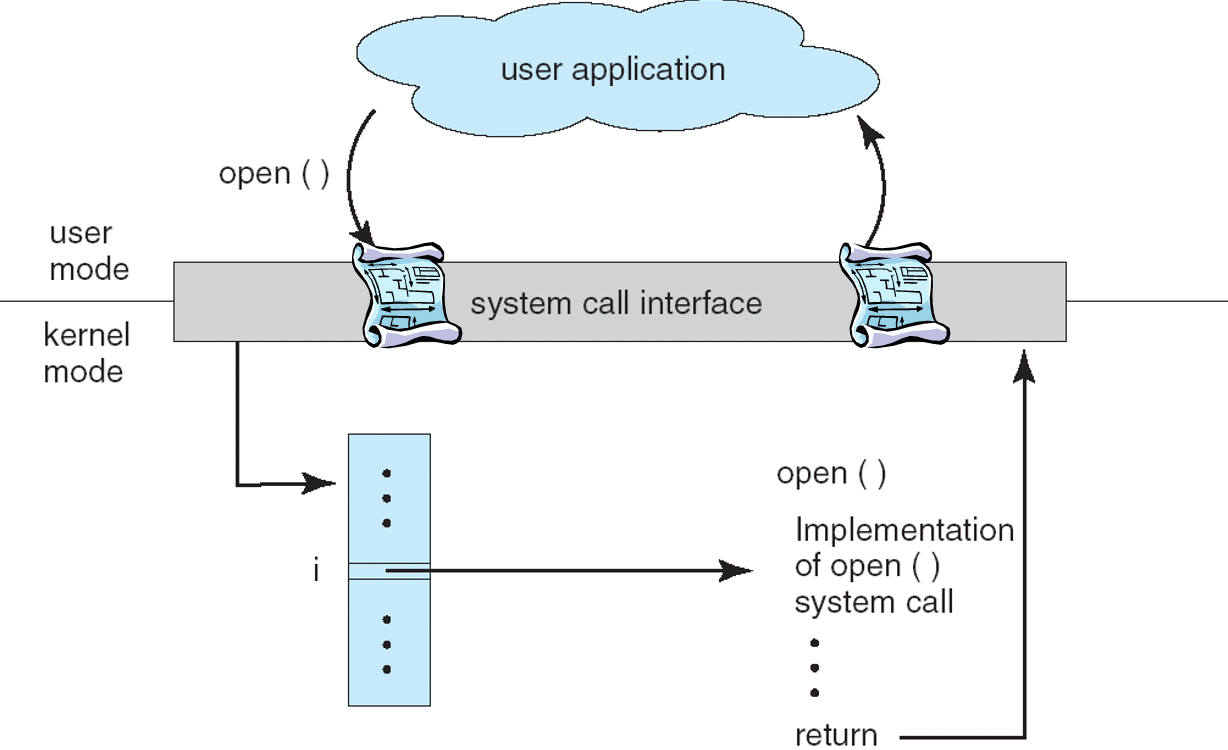 user application
open ( )
user
mode
system call interface
kernel
mode
open ( )
Implementation
of open ( )
system call
i
return